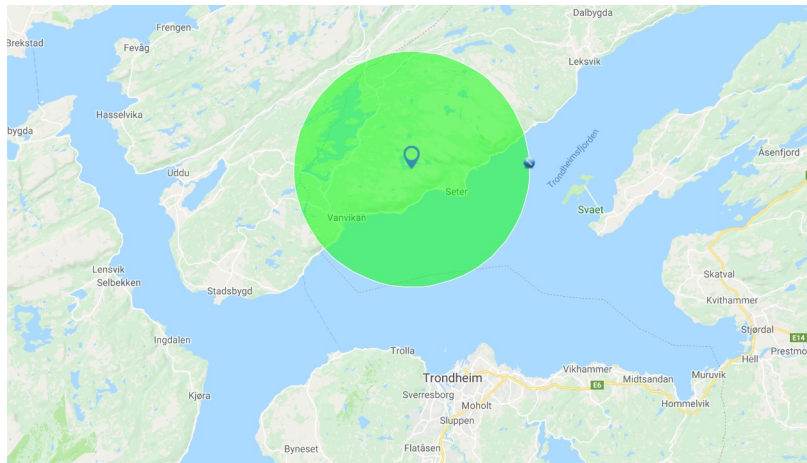 Frengen
Dalbygda
Brekstad
Fevåg
Leksvik
Hasselvika
bygda
Trondheimsfjorden
Åsenfjord
Uddu
Seter
Vanvikan
Svaet
Lensvik
Selbekken
Skatval
Stadsbygd
Kvithammer
Stjørdal
Ingdalen
E14
Trolla
Hell
Prestmo
Vikhammer
Muruvik
Trondheim
Midtsandan
E6
Kjøra
Sverresborg
Moholt
Hommelvik
Sluppen
Byneset
Flatåsen